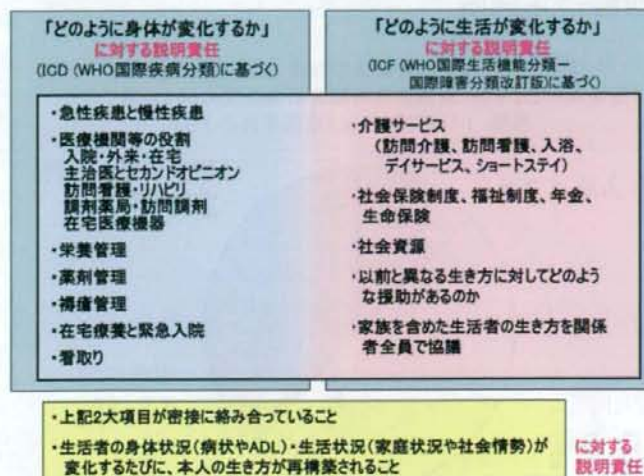 「どのように身体が変化するか」
に対する説明責任
(ICD (WHO国際疾病分類)に基づく)
・急性疾患と慢性疾患
・医療機関等の役割
入院・外来・在宅
主治医とセカンドオピニオン
訪問看護・リハビリ
調剤薬局・訪問調剤
在宅医療機器
・栄養管理
・薬剤管理
・褥瘡管理
・在宅療養と緊急入院
・看取り
「どのように生活が変化するか」
に対する説明責任
(ICF (WHO国際生活機能分類ー
国際障害分類改訂版)に基づく)
・介護サービス
(訪問介護、訪問看護、入浴、
デイサービス、ショートステイ)
・社会保険制度、福祉制度、年金、
生命保険
・社会資源
・以前と異なる生き方に対してどのよう
な援助があるのか
・家族を含めた生活者の生き方を関係
者全員で協議
・上記2大項目が密接に絡み合っていること
・生活者の身体状況(病状やADL)・生活状況(家庭状況や社会情勢)が
変化するたびに、本人の生き方が再構築されること
に対する
説明責任